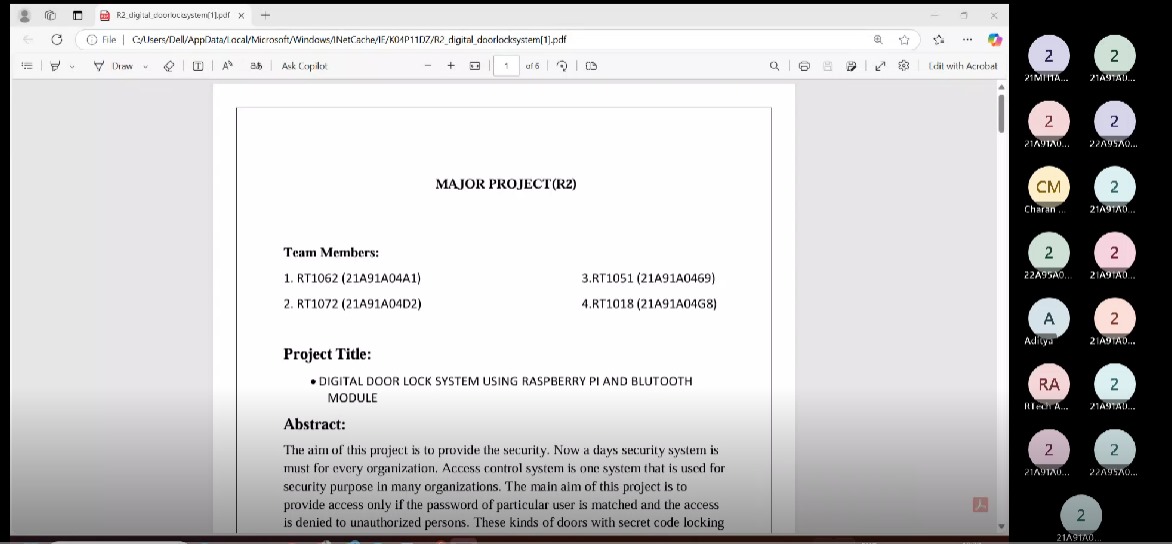 R2_digital_doorlocksystem[1].pdf
File
C:/Users/Dell/AppData/Local/Microsoft/Windows/INetCache/IE/K04P11DZ/R2_digital_doorlocksystem[1].pdf
Draw
Ask Copilot
1 of 6
Edit with Acrobat
MAJOR PROJECT(R2)
Team Members:
1. RT1062 (21A91A04A1) 3.RT1051 (21A91A0469)
2. RT1072 (21A91A04D2) 4.RT1018 (21A91A04G8)
Project Title:
• DIGITAL DOOR LOCK SYSTEM USING RASPBERRY PI AND BLUTOOTH
MODULE
Abstract:
The aim of this project is to provide the security. Now a days security system is
must for every organization. Access control system is one system that is used for
security purpose in many organizations. The main aim of this project is to
provide access only if the password of particular user is matched and the access
is denied to unauthorized persons. These kinds of doors with secret code locking
2 2
21A91A0...
2 2
21A91A0... 22A95A0...
CM 2
Charan ... 21A91A0...
2 2
22A95A0... 21A91A0...
A 2
Aditya 21A91A0...
RA 2
RTech A... 21A91A0...
2 2
21A91A0... 22A95A0...
2
21A91A0...